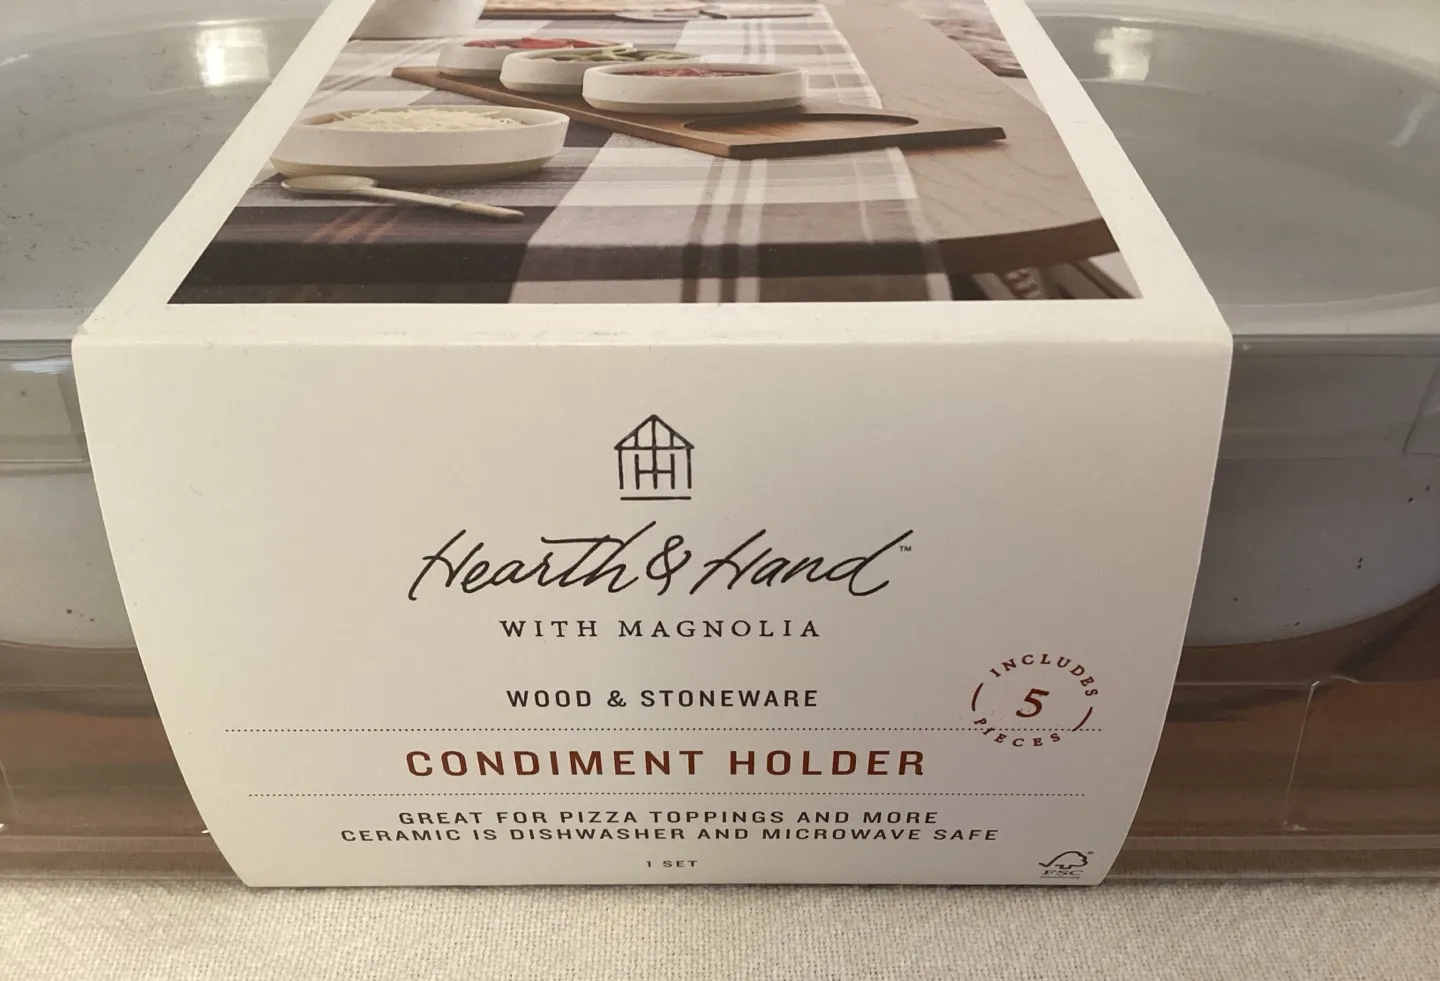 Hearth & Hand™
WITH MAGNOLIA
WOOD & STONEWARE
INCLUDES
5
PIECES
CONDIMENT HOLDER
GREAT FOR PIZZA TOPPINGS AND MORE
CERAMIC IS DISHWASHER AND MICROWAVE SAFE
1 SET
FSC